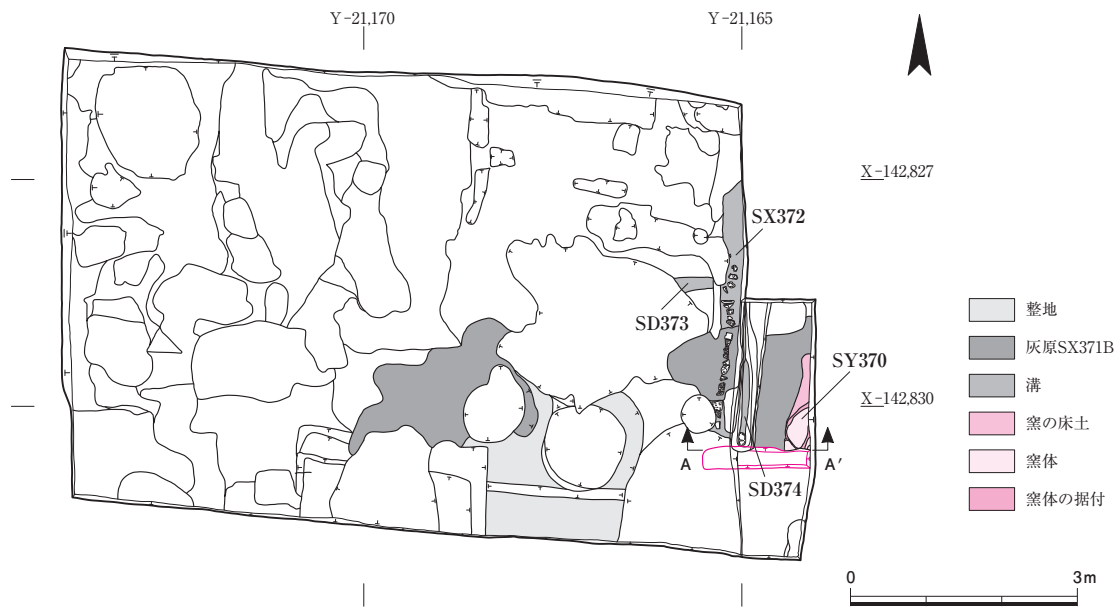 Y-21,170
Y-21,165
X-142,827
SX372
SD373
SY370
X-142,830
A
A′
SD374
整地
灰原SX371B
溝
窯の床土
窯体
窯体の据付
0
3m